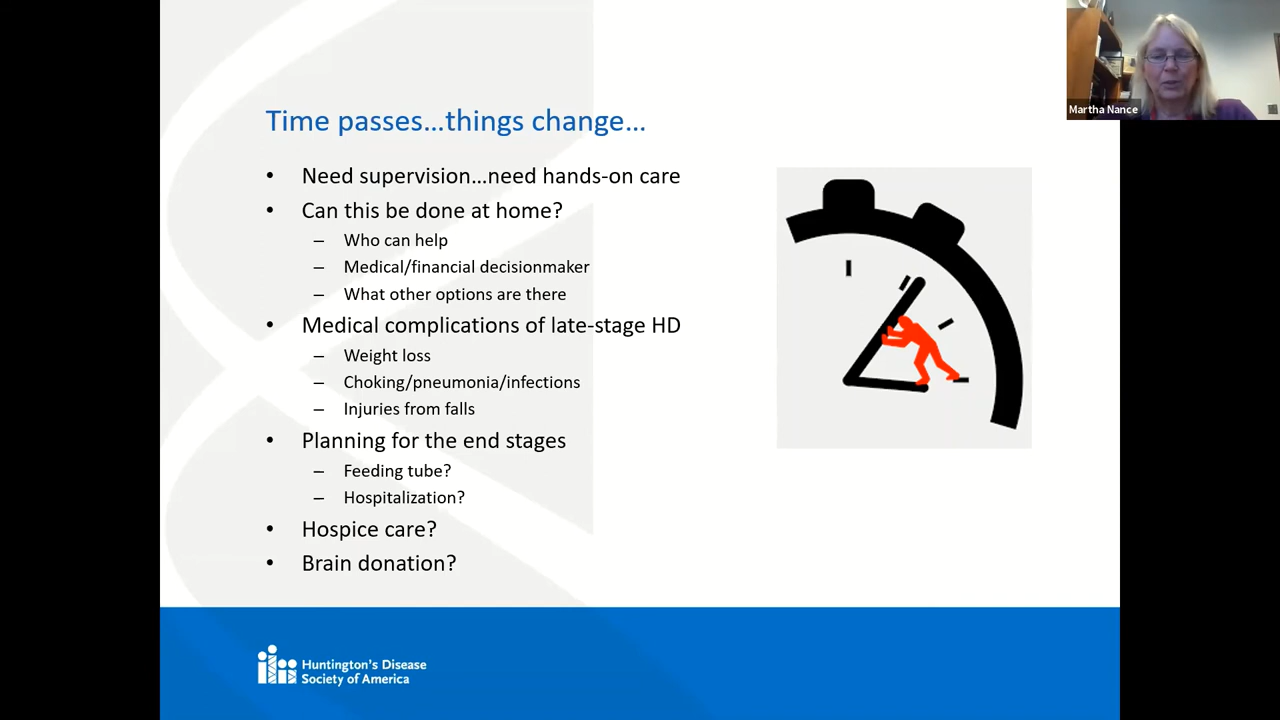 Martha Nance
Time passes...things change...
• Need supervision...need hands-on care
• Can this be done at home?
– Who can help
– Medical/financial decisionmaker
– What other options are there
• Medical complications of late-stage HD
– Weight loss
– Choking/pneumonia/infections
– Injuries from falls
• Planning for the end stages
– Feeding tube?
– Hospitalization?
• Hospice care?
• Brain donation?
Huntington's Disease
Society of America